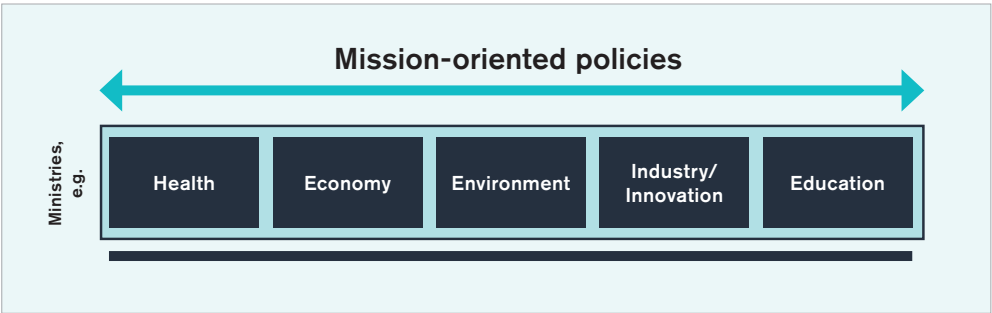 Mission-oriented policies
Ministries,
e.g.
Health
Economy
Environment
Industry/
Innovation
Education